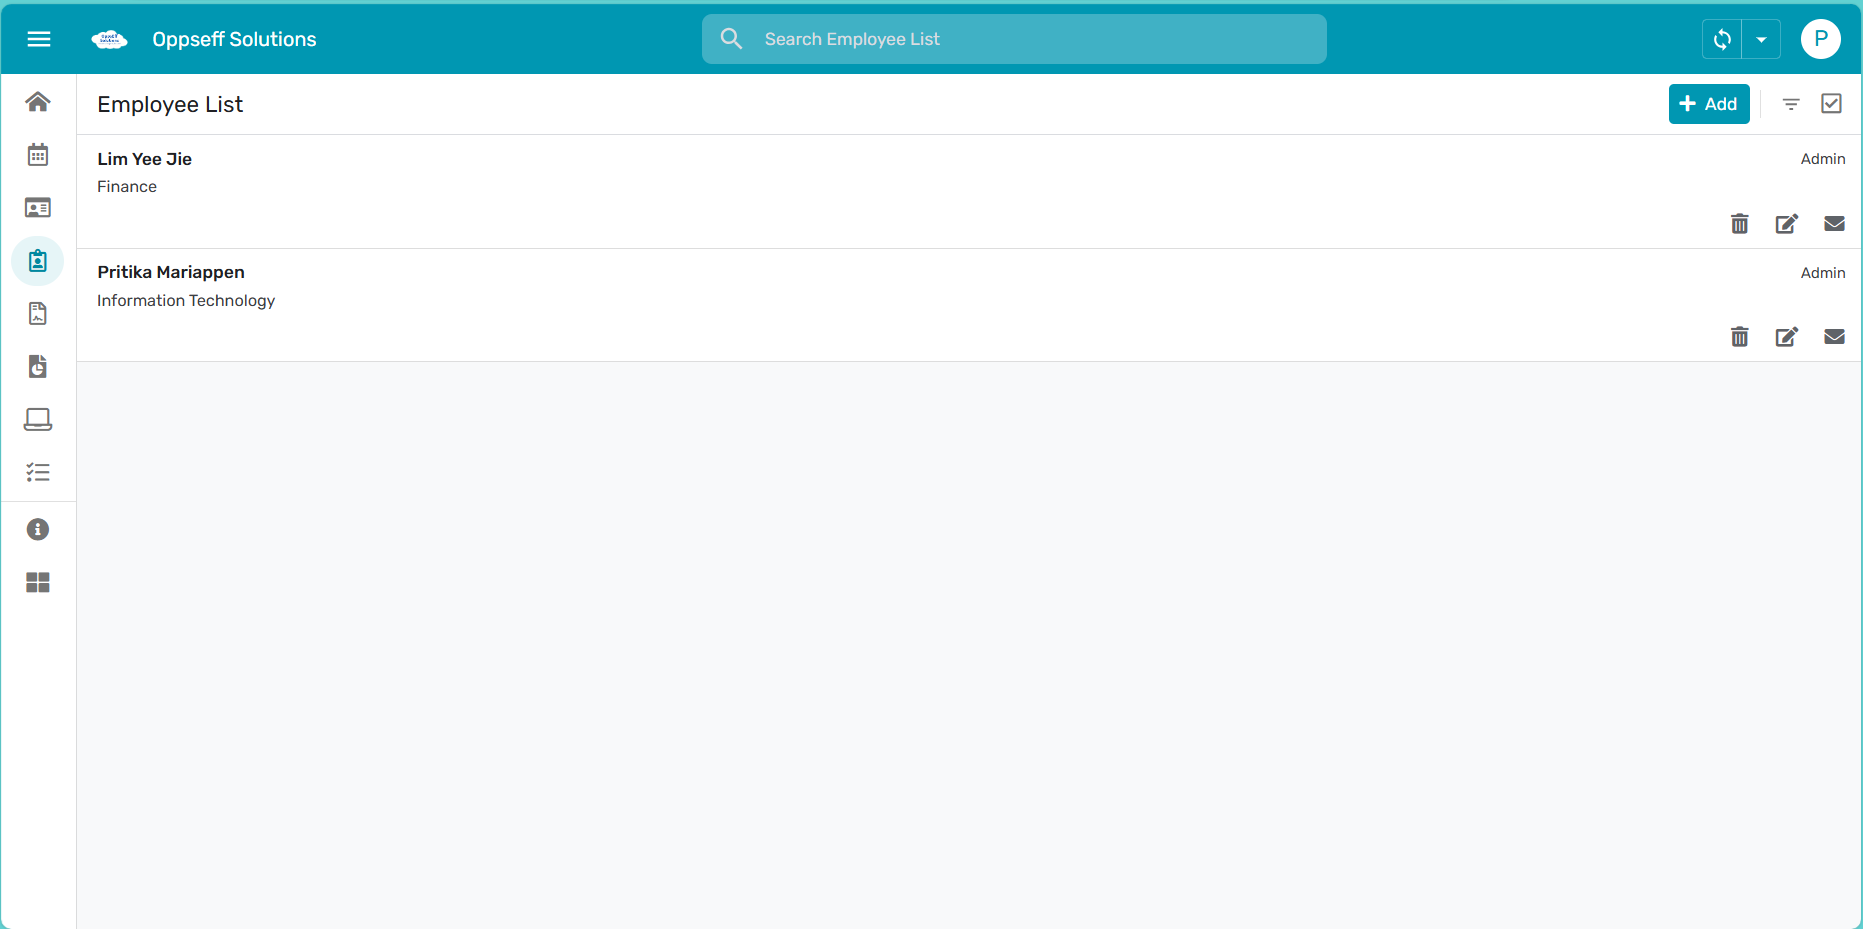 Oppseff Solutions
Search Employee List
P
Employee List
Add
Lim Yee Jie
Admin
Finance
Pritika Mariappen
Admin
Information Technology